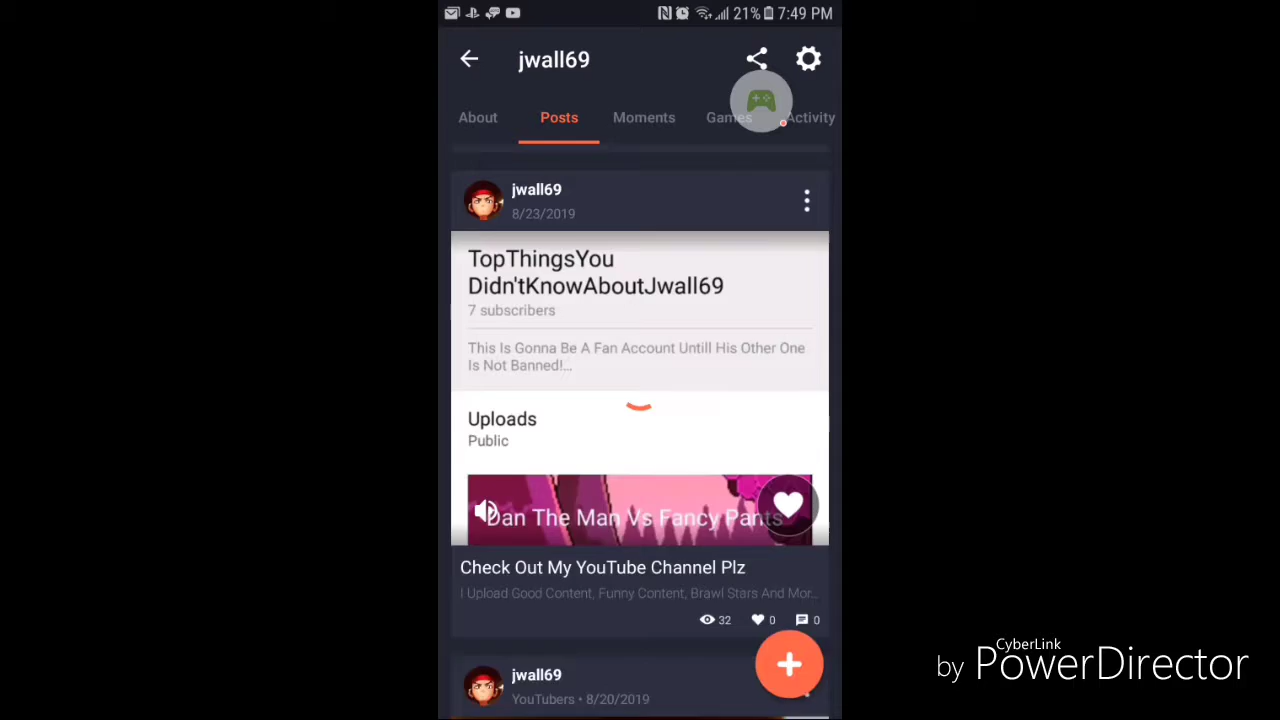 21% 7:49 PM
jwall69
About Posts Moments Games Activity
jwall69
8/23/2019
TopThingsYou
Didn'tKnowAboutJwall69
7 subscribers
This Is Gonna Be A Fan Account Untill His Other One
Is Not Banned!...
Uploads
Public
Dan The Man Vs Fancy Pants
Check Out My YouTube Channel Plz
I Upload Good Content, Funny Content, Brawl Stars And Mor...
32 0 0
jwall69
YouTubers • 8/20/2019
CyberLink
by PowerDirector